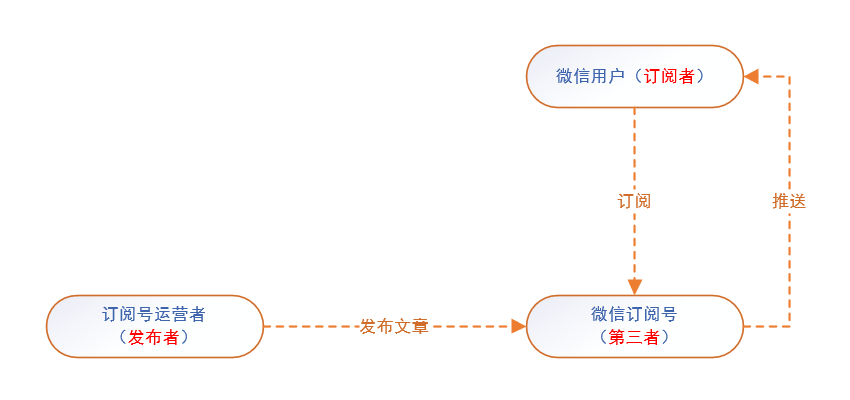 微信用户（订阅者）
订阅
推送
订阅号运营者
（发布者）
发布文章
微信订阅号
（第三者）